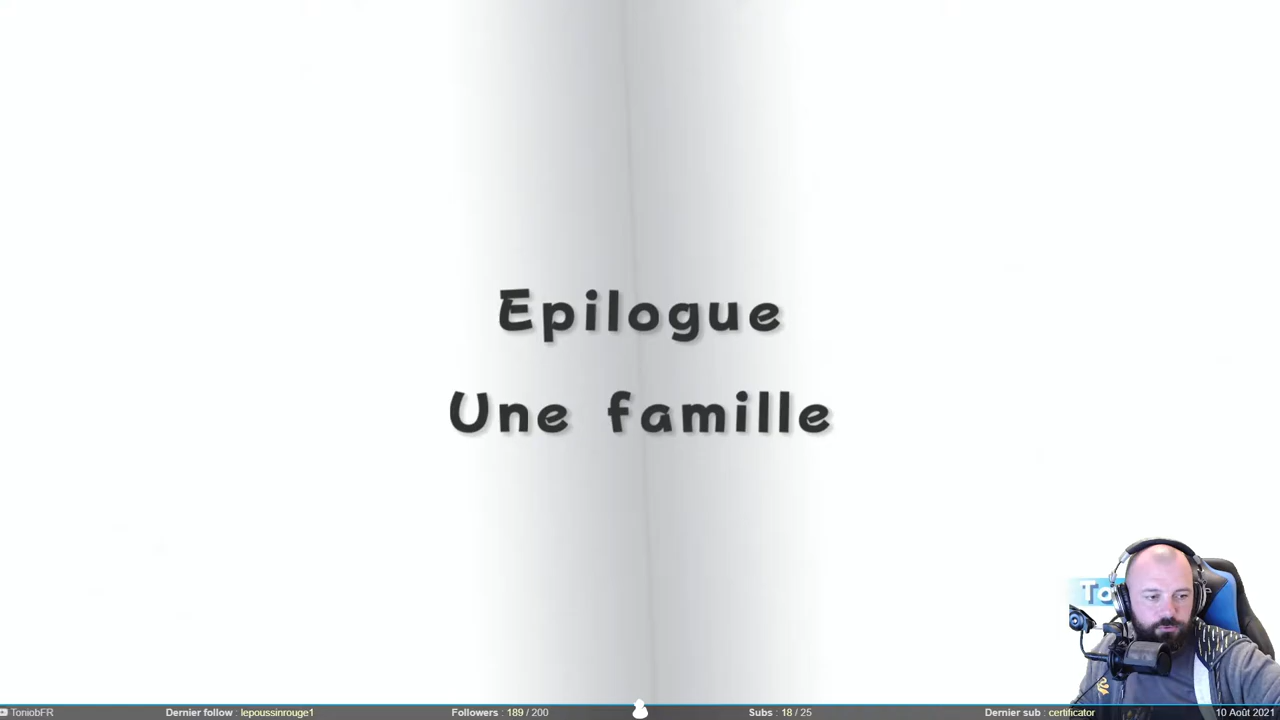 Epilogue
Une famille
To
ToniobFR
Dernier follow : lepoussinrouge1
Followers : 189 / 200
Subs : 18 / 25
Dernier sub : certificator
10 Août 2021